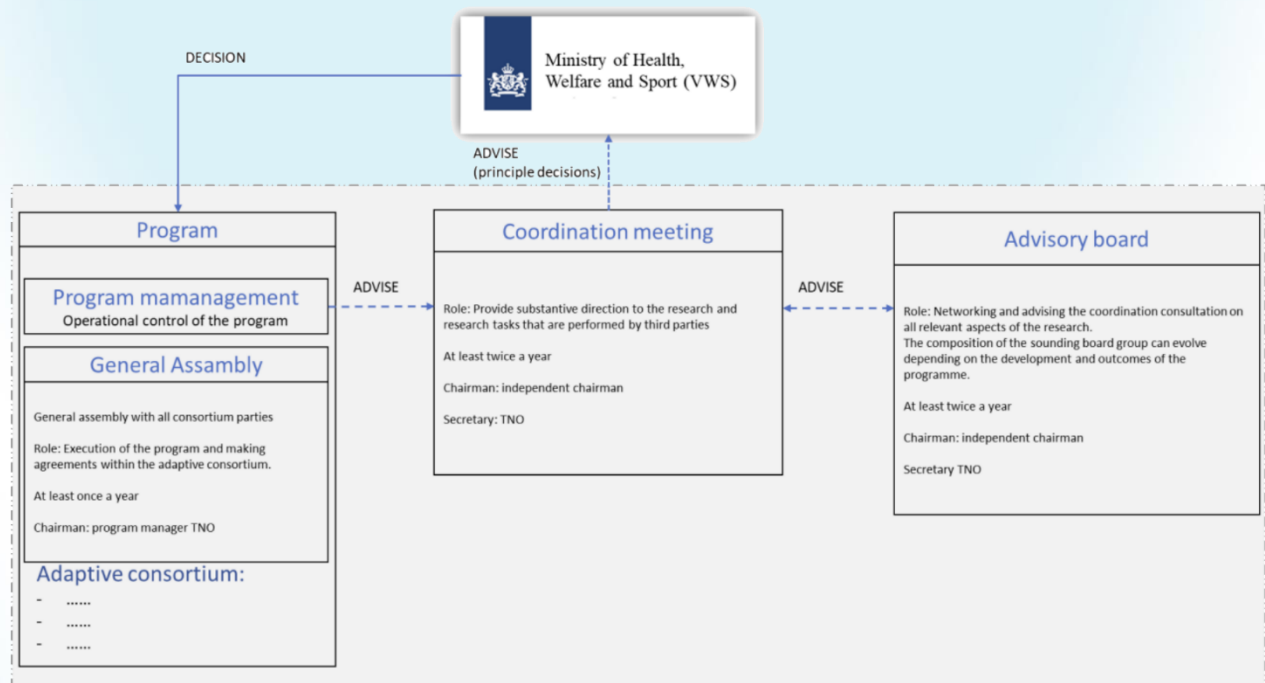 DECISION
Ministry of Health,
Welfare and Sport (VWS)
ADVISE
(principle decisions)
Program
Program mamanagement
Operational control of the program
General Assembly
General assembly with all consortium parties
Role: Execution of the program and making
agreements within the adaptive consortium.
At least once a year
Chairman: program manager TNO
Adaptive consortium:
- ......
- ......
- ......
ADVISE
Coordination meeting
Role: Provide substantive direction to the research and
research tasks that are performed by third parties
At least twice a year
Chairman: independent chairman
Secretary: TNO
ADVISE
Advisory board
Role: Networking and advising the coordination consultation on
all relevant aspects of the research.
The composition of the sounding board group can evolve
depending on the development and outcomes of the
programme.
At least twice a year
Chairman: independent chairman
Secretary TNO